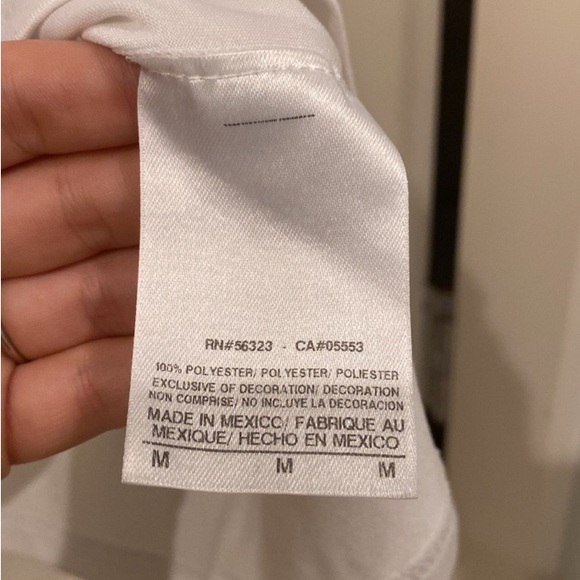 RN#56323 - CA#05553
100% POLYESTER/ POLYESTER/ POLIESTER
EXCLUSIVE OF DECORATION/ DECORATION
NON COMPRISE/ NO INCLUYE LA DECORACION
MADE IN MEXICO/ FABRIQUE AU
MEXIQUE/ HECHO EN MEXICO
M M M